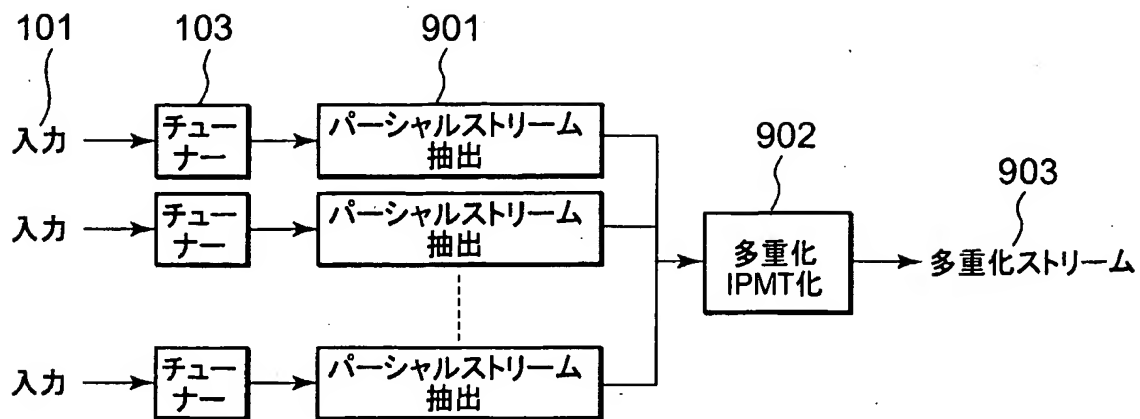 101
103
901
入力
チュー
ナー
パーシャルストリーム
抽出
902
903
入力
チュー
ナー
パーシャルストリーム
抽出
多重化
IPMT化
多重化ストリーム
入力
チュー
ナー
パーシャルストリーム
抽出